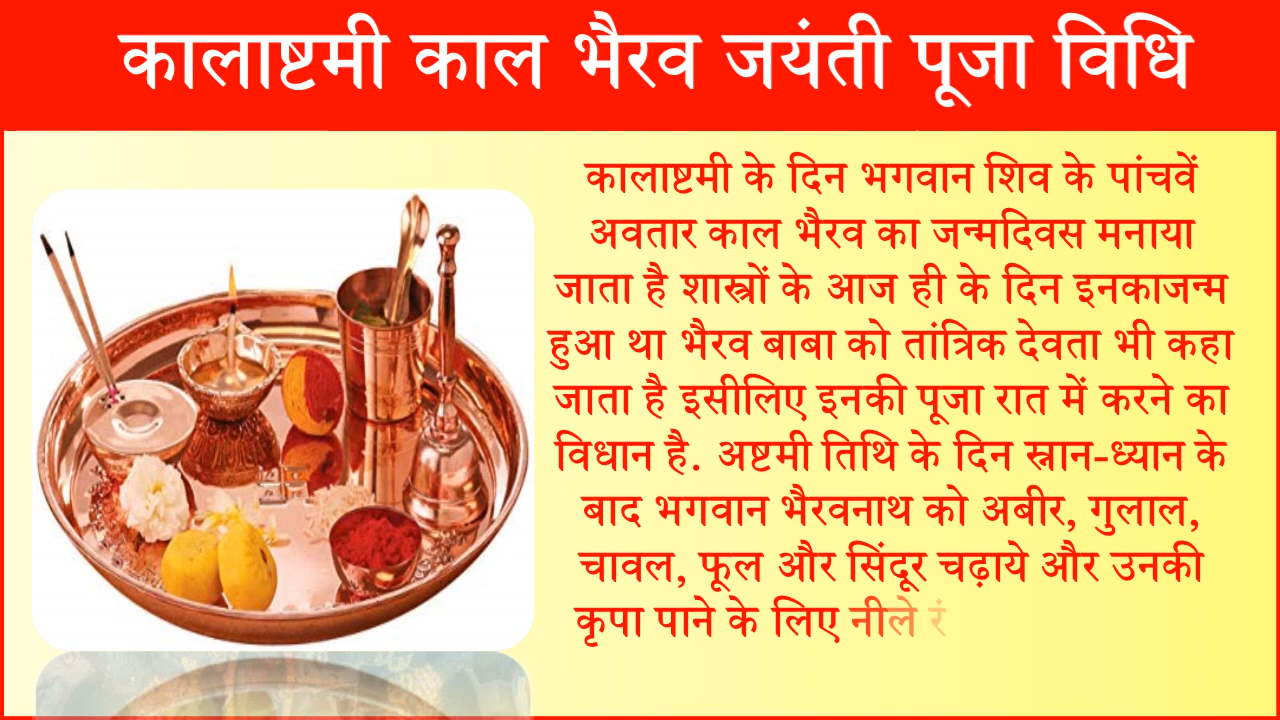 कालाष्टमी काल भैरव जयंती पूजा विधि
कालाष्टमी के दिन भगवान शिव के पांचवें
अवतार काल भैरव का जन्मदिवस मनाया
जाता है शास्त्रों के आज ही के दिन इनकाजन्म
हुआ था भैरव बाबा को तांत्रिक देवता भी कहा
जाता है इसीलिए इनकी पूजा रात में करने का
विधान है. अष्टमी तिथि के दिन स्नान-ध्यान के
बाद भगवान भैरवनाथ को अबीर, गुलाल,
चावल, फूल और सिंदूर चढ़ाये और उनकी
कृपा पाने के लिए नीले रं